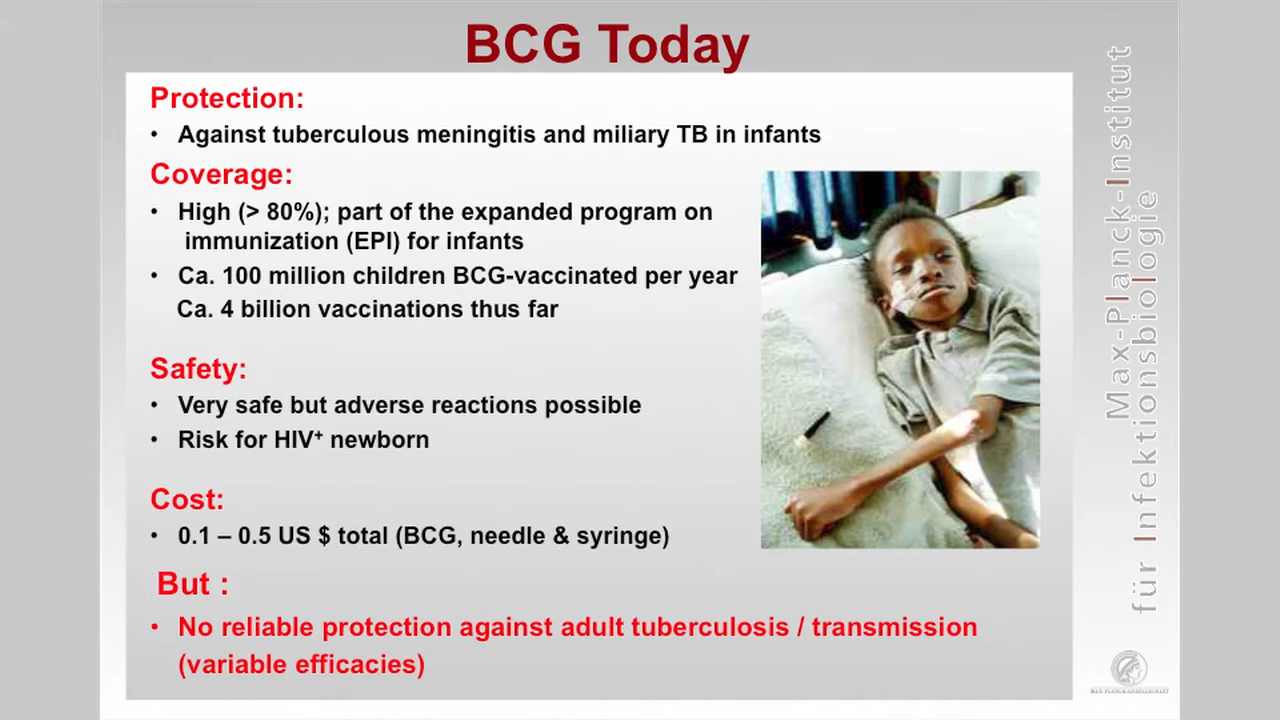 BCG Today
Protection:
• Against tuberculous meningitis and miliary TB in infants
Coverage:
• High (> 80%); part of the expanded program on
immunization (EPI) for infants
• Ca. 100 million children BCG-vaccinated per year
Ca. 4 billion vaccinations thus far
Safety:
• Very safe but adverse reactions possible
• Risk for HIV⁺ newborn
Cost:
• 0.1 – 0.5 US $ total (BCG, needle & syringe)
But :
• No reliable protection against adult tuberculosis / transmission
(variable efficacies)
Max-Planck-Institut
für Infektionsbiologie
MAX-PLANCK-GESELLSCHAFT